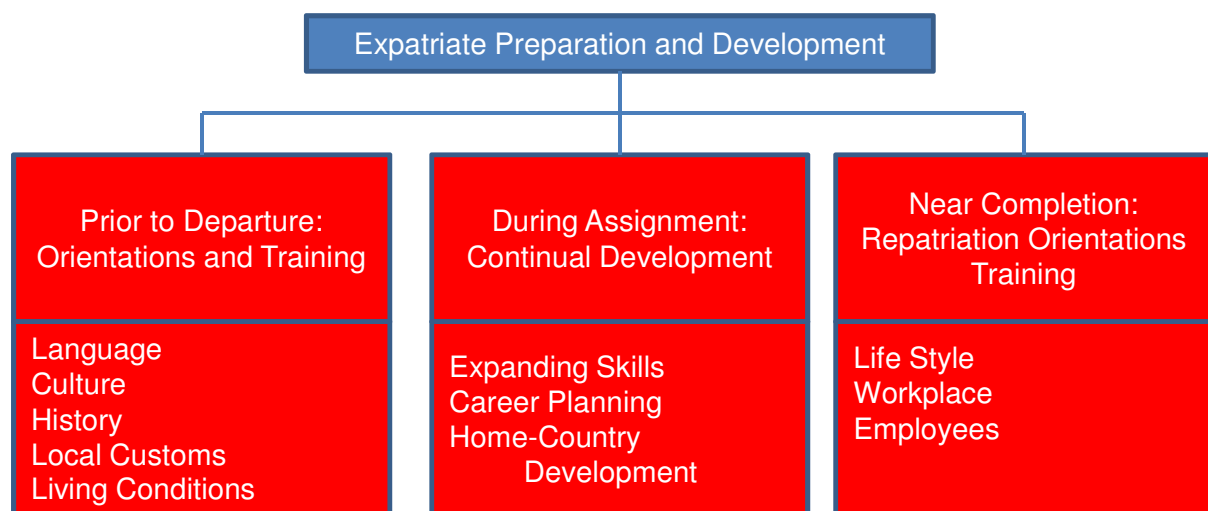 Expatriate Preparation and Development
Prior to Departure:
Orientations and Training
Language
Culture
History
Local Customs
Living Conditions
During Assignment:
Continual Development
Expanding Skills
Career Planning
Home-Country
Development
Near Completion:
Repatriation Orientations
Training
Life Style
Workplace
Employees